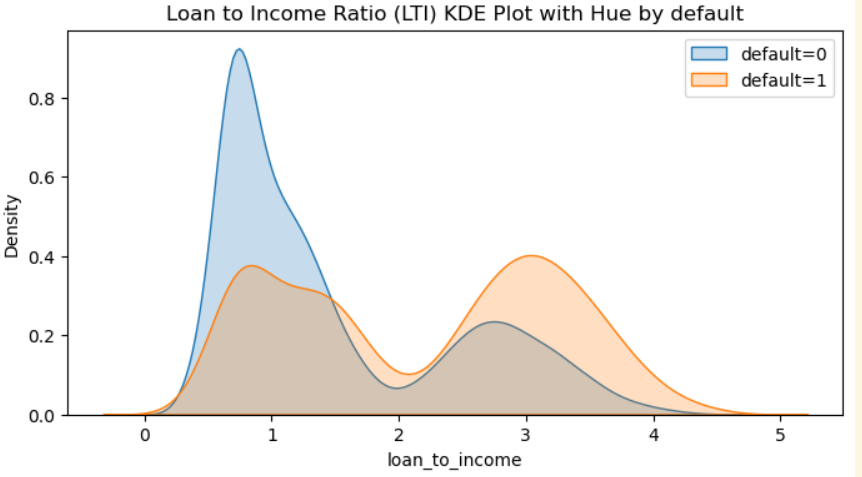 Loan to Income Ratio (LTI) KDE Plot with Hue by default
default=0
default=1
0.8
0.6
0.4
0.2
0.0
Density
0 1 2 3 4 5
loan_to_income